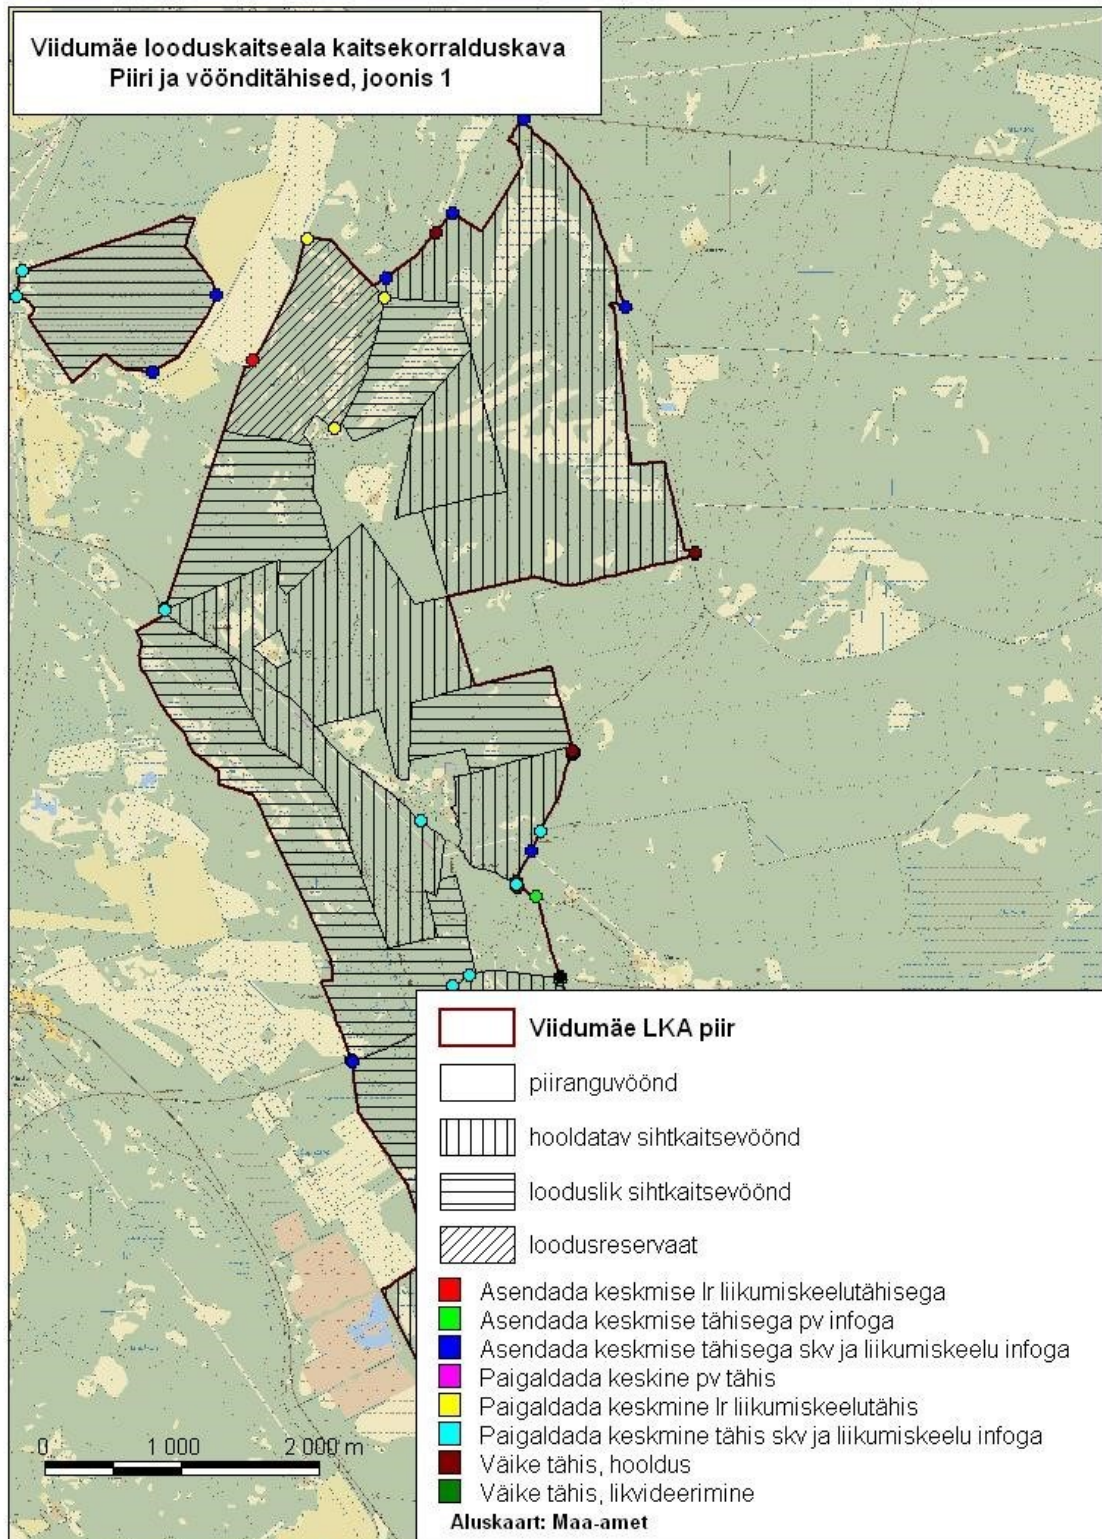 Viidumäe looduskaitseala kaitsekorralduskava
Piiri ja vöönditähised, joonis 1
Viidumäe LKA piir
piiranguvöönd
hooldatav sihtkaitsevöönd
looduslik sihtkaitsevöönd
loodusreservaat
Asendada keskmise lr liikumiskeelutähisega
Asendada keskmise tähisega pv infoga
Asendada keskmise tähisega skv ja liikumiskeelu infoga
Paigaldada keskine pv tähis
Paigaldada keskmine lr liikumiskeelutähis
Paigaldada keskmine tähis skv ja liikumiskeelu infoga
Väike tähis, hooldus
Väike tähis, likvideerimine
Aluskaart: Maa-amet
0 1 000 2 000 m